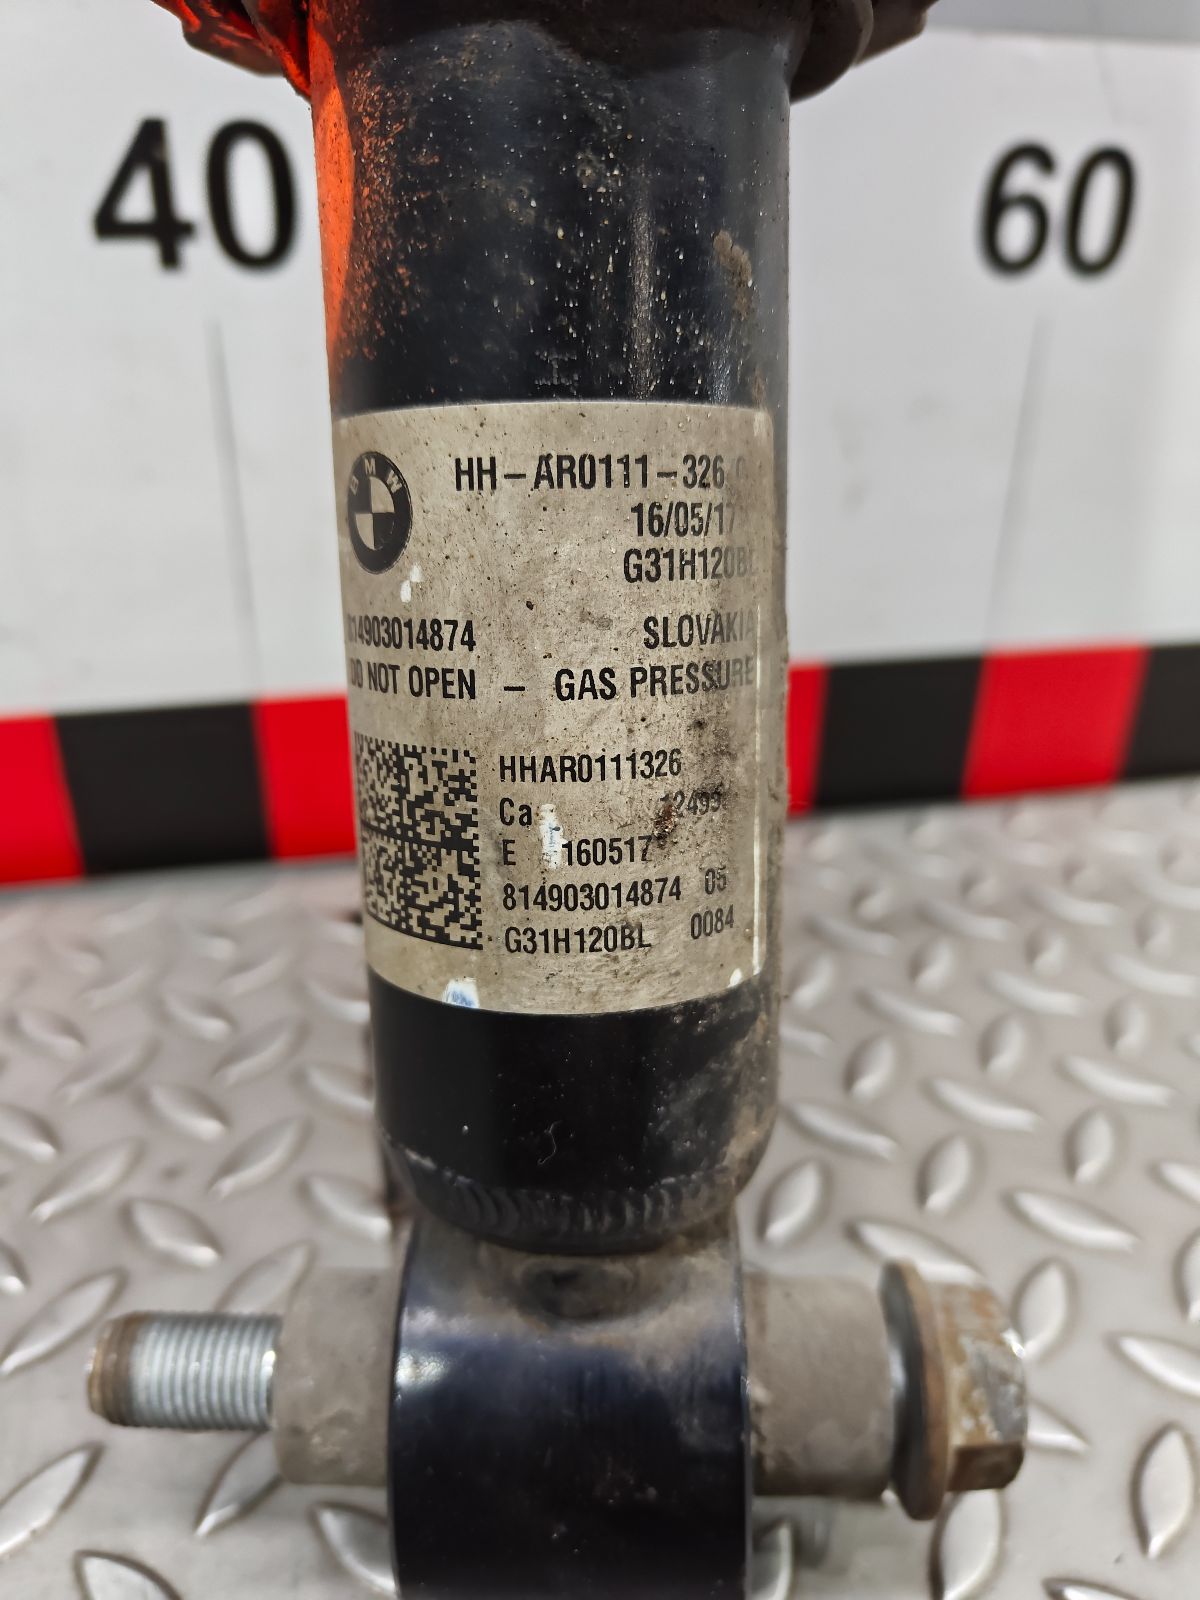 40
60
BMW
HH-AR0111-326
16/05/17
G31H120BL
814903014874
SLOVAKIA
DO NOT OPEN - GAS PRESSURE
HHAR0111326
Ca
E 160517
814903014874 05
G31H120BL 0084